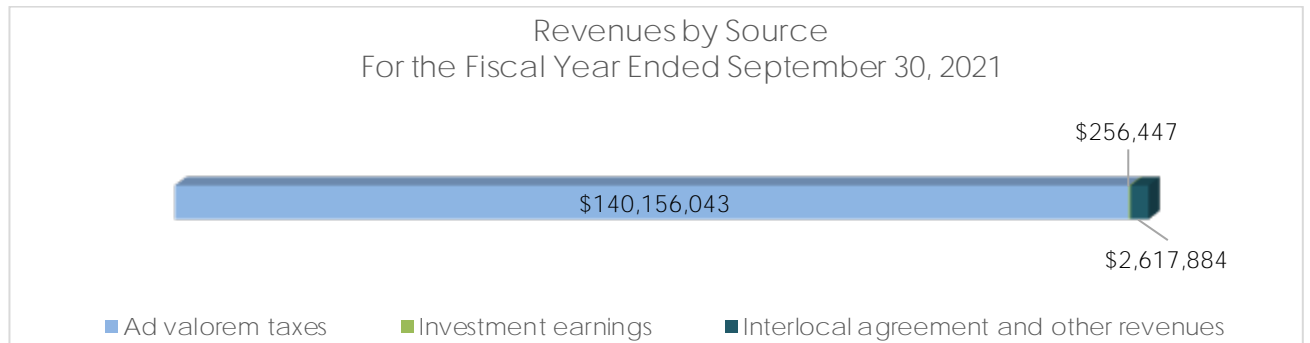 Revenues by Source
For the Fiscal Year Ended September 30, 2021
$256,447
$140,156,043
$2,617,884
Ad valorem taxes Investment earnings Interlocal agreement and other revenues